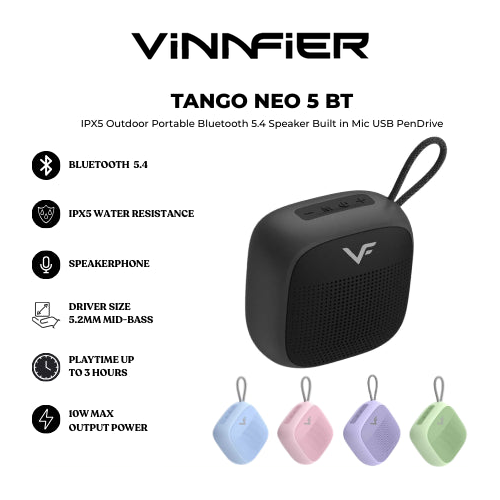 ViNNFiER
TANGO NEO 5 BT
IPX5 Outdoor Portable Bluetooth 5.4 Speaker Built in Mic USB PenDrive
BLUETOOTH 5.4
IPX5 WATER RESISTANCE
SPEAKERPHONE
DRIVER SIZE
5.2MM MID-BASS
PLAYTIME UP
TO 3 HOURS
10W MAX
OUTPUT POWER
VF